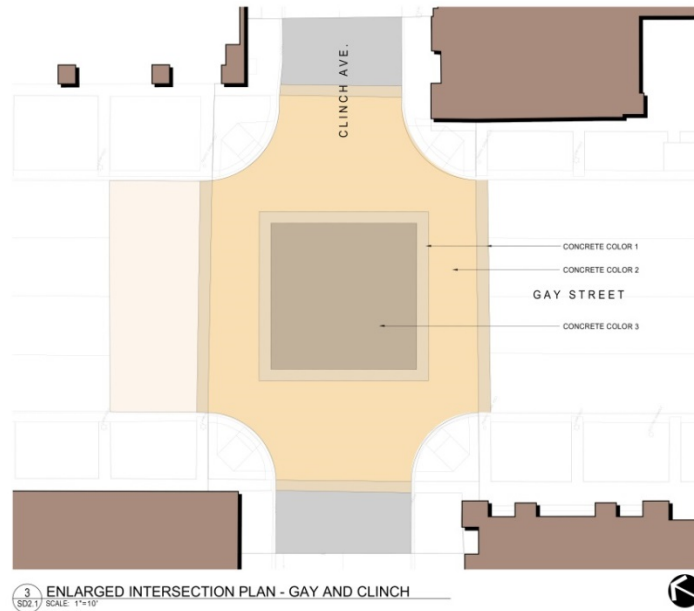 CLINCH AVE.
CONCRETE COLOR 1
CONCRETE COLOR 2
GAY STREET
CONCRETE COLOR 3
3
SD2.1
ENLARGED INTERSECTION PLAN - GAY AND CLINCH
SCALE: 1"=10'